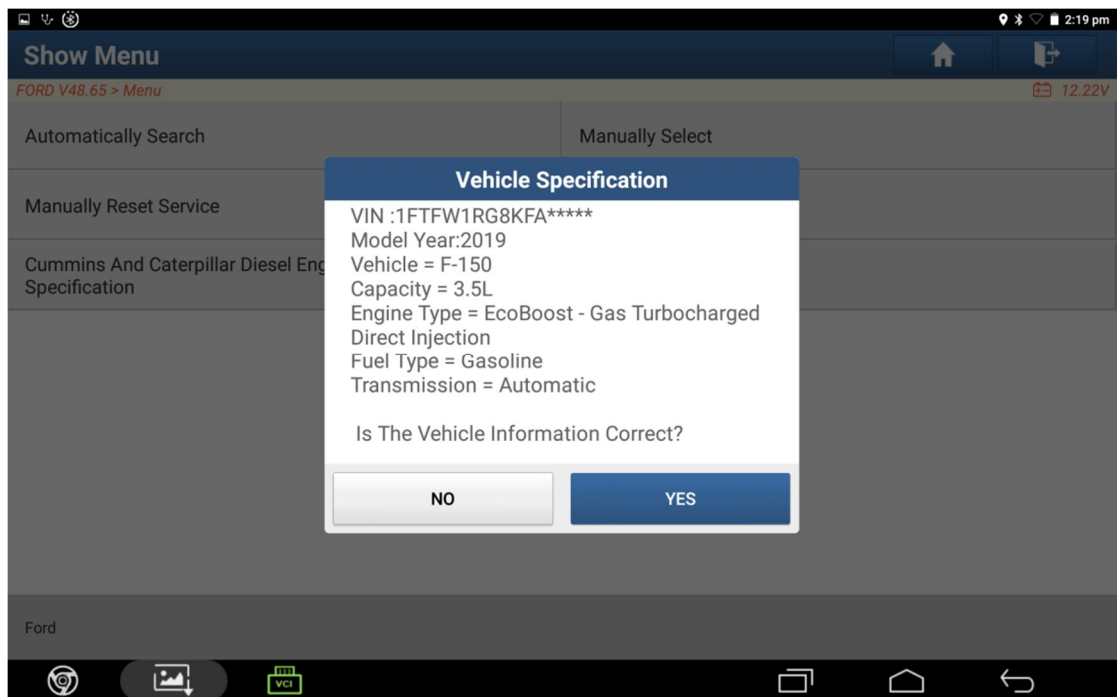 2:19 pm
Show Menu
FORD V48.65 > Menu
12.22V
Automatically Search
Manually Select
Manually Reset Service
Cummins And Caterpillar Diesel Eng
Specification
Vehicle Specification
VIN :1FTFW1RG8KFA*****
Model Year:2019
Vehicle = F-150
Capacity = 3.5L
Engine Type = EcoBoost - Gas Turbocharged
Direct Injection
Fuel Type = Gasoline
Transmission = Automatic
Is The Vehicle Information Correct?
NO
YES
Ford
VCI